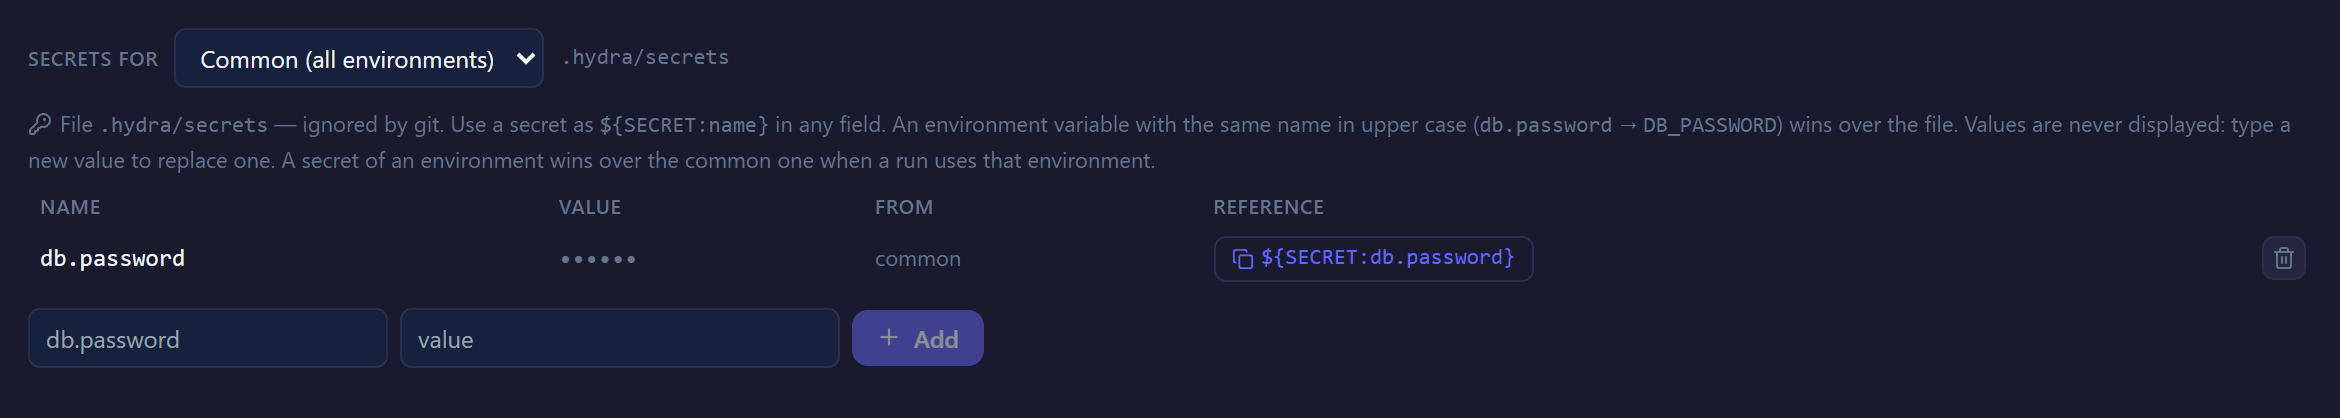 SECRETS FOR Common (all environments) .hydra/secrets
File .hydra/secrets — ignored by git. Use a secret as ${SECRET:name} in any field. An environment variable with the same name in upper case (db.password → DB_PASSWORD) wins over the file. Values are never displayed: type a
new value to replace one. A secret of an environment wins over the common one when a run uses that environment.
NAME VALUE FROM REFERENCE
db.password •••••• common ${SECRET:db.password}
db.password value + Add